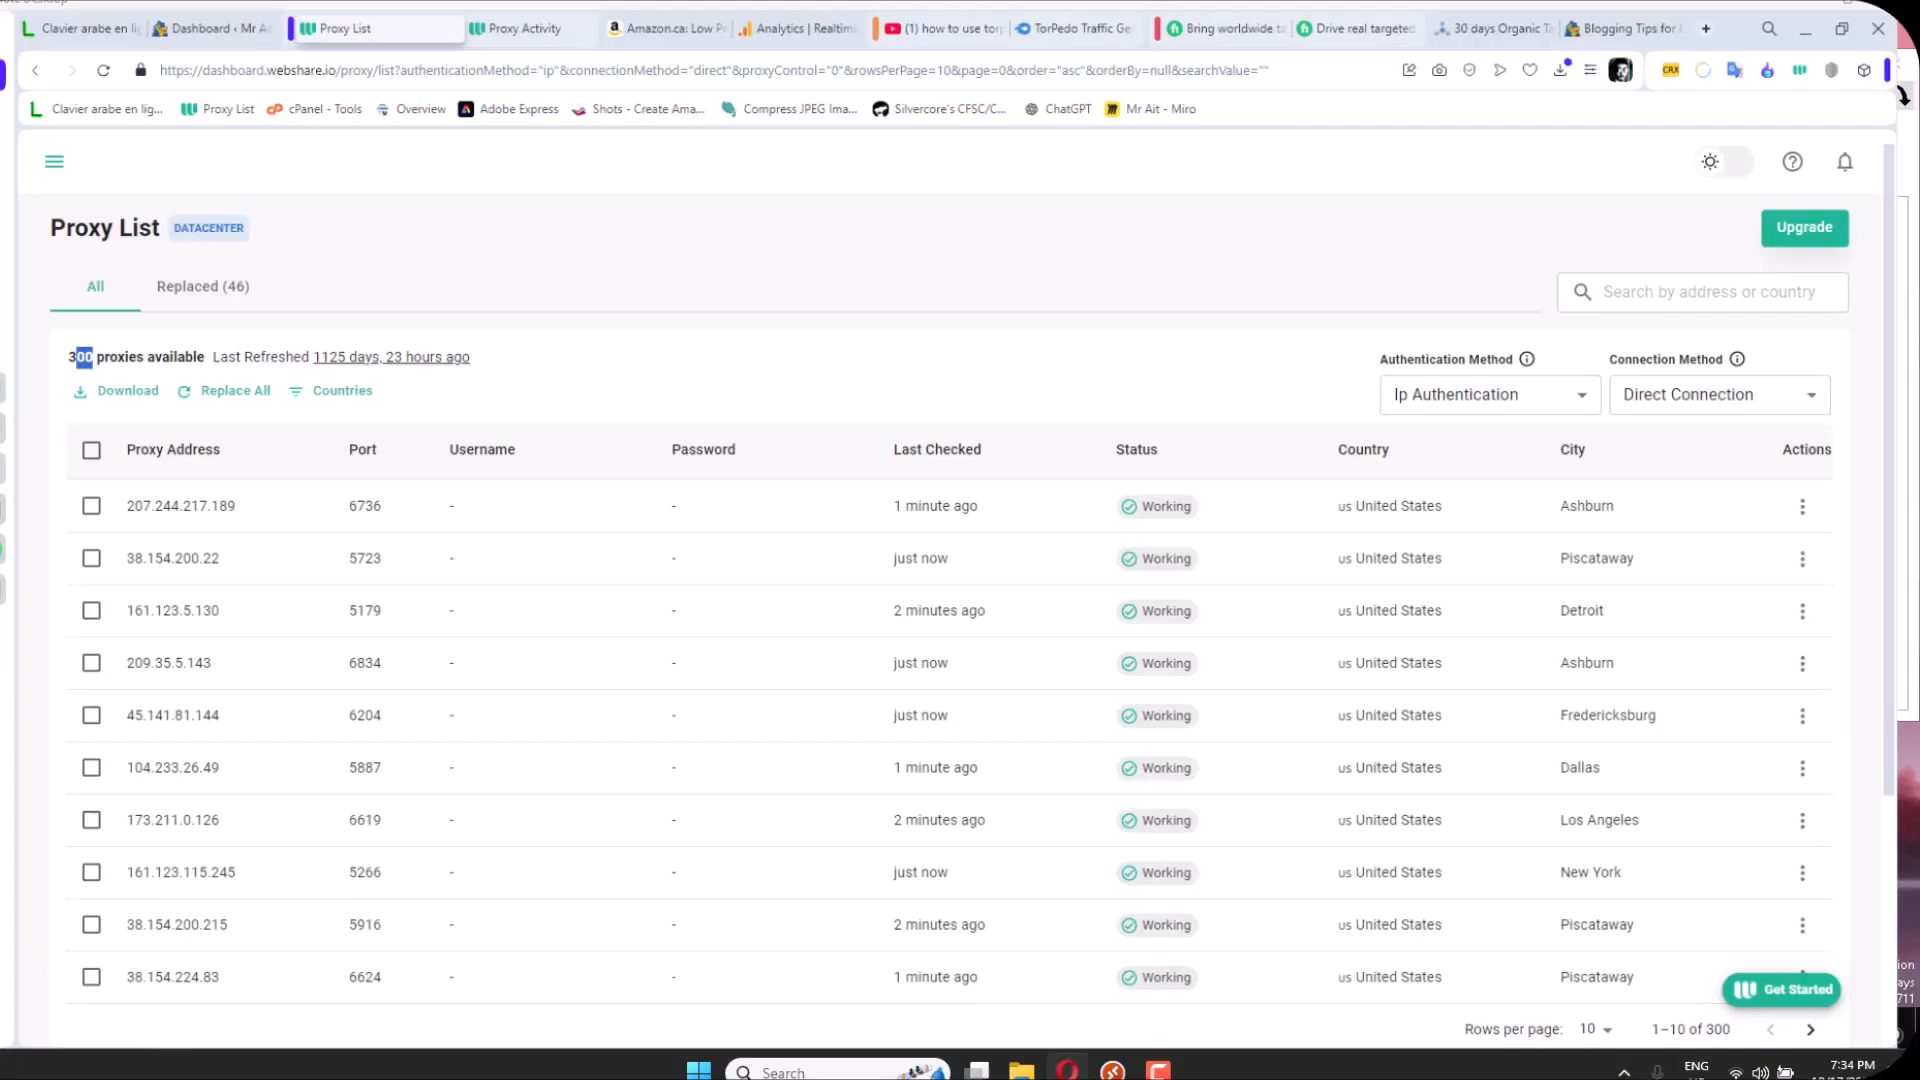 Clavier arabe en li
Dashboard ‹ Mr A
Proxy List
Proxy Activity
Amazon.ca: Low P
Analytics | Realtim
(1) how to use tor
TorPedo Traffic Ge
Bring worldwide t
Drive real targeted
30 days Organic T
Blogging Tips for
https://dashboard.webshare.io/proxy/list?authenticationMethod="ip"&connectionMethod="direct"&proxyControl="0"&rowsPerPage=10&page=0&order="asc"&orderBy=null&searchValue=""
CRX
Clavier arabe en lig...
Proxy List
cPanel - Tools
Overview
Adobe Express
Shots - Create Ama...
Compress JPEG Ima...
Silvercore's CFSC/C...
ChatGPT
Mr Ait - Miro
Proxy List DATACENTER
Upgrade
All
Replaced (46)
Search by address or country
300 proxies available Last Refreshed 1125 days, 23 hours ago
Authentication Method
Connection Method
Download
Replace All
Countries
Ip Authentication
Direct Connection
Proxy Address Port Username Password Last Checked Status Country City Actions
207.244.217.189 6736 - - 1 minute ago Working us United States Ashburn
38.154.200.22 5723 - - just now Working us United States Piscataway
161.123.5.130 5179 - - 2 minutes ago Working us United States Detroit
209.35.5.143 6834 - - just now Working us United States Ashburn
45.141.81.144 6204 - - just now Working us United States Fredericksburg
104.233.26.49 5887 - - 1 minute ago Working us United States Dallas
173.211.0.126 6619 - - 2 minutes ago Working us United States Los Angeles
161.123.115.245 5266 - - just now Working us United States New York
38.154.200.215 5916 - - 2 minutes ago Working us United States Piscataway
38.154.224.83 6624 - - 1 minute ago Working us United States Piscataway
Get Started
Rows per page: 10 1–10 of 300
Search
ENG
7:34 PM